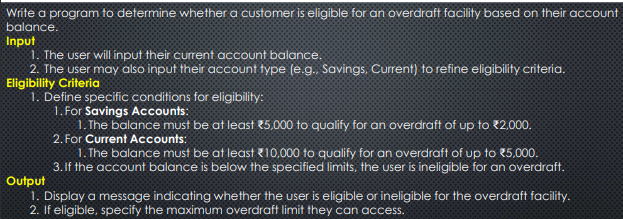 Write a program to determine whether a customer is eligible for an overdraft facility based on their account
balance.
Input
1. The user will input their current account balance.
2. The user may also input their account type (e.g., Savings, Current) to refine eligibility criteria.
Eligibility Criteria
1. Define specific conditions for eligibility:
1. For Savings Accounts:
1. The balance must be at least ₹5,000 to qualify for an overdraft of up to ₹2,000.
2. For Current Accounts:
1. The balance must be at least ₹10,000 to qualify for an overdraft of up to ₹5,000.
3. If the account balance is below the specified limits, the user is ineligible for an overdraft.
Output
1. Display a message indicating whether the user is eligible or ineligible for the overdraft facility.
2. If eligible, specify the maximum overdraft limit they can access.